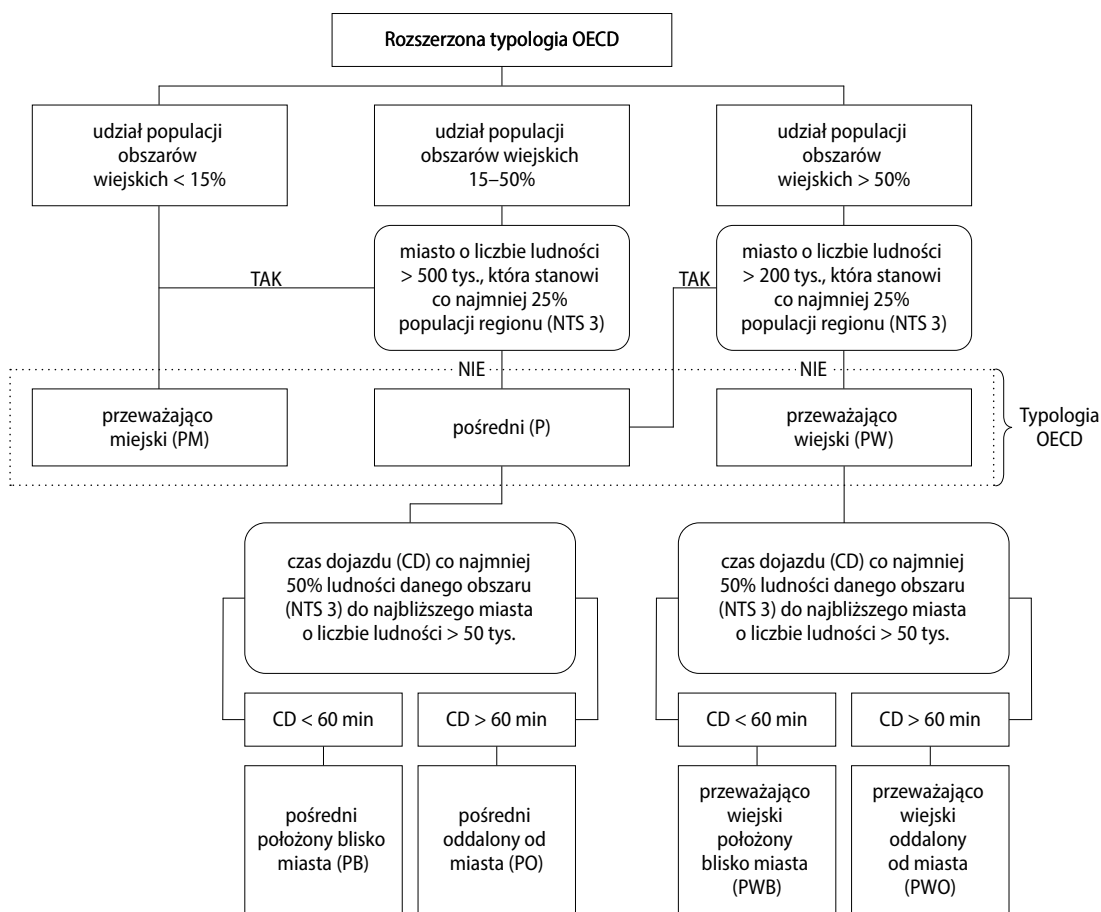 Rozszerzona typologia OECD
udział populacji
obszarów
wiejskich < 15%
udział populacji
obszarów wiejskich
15–50%
udział populacji
obszarów
wiejskich > 50%
miasto o liczbie ludności
> 500 tys., która stanowi
co najmniej 25%
populacji regionu (NTS 3)
miasto o liczbie ludności
> 200 tys., która stanowi
co najmniej 25%
populacji regionu (NTS 3)
TAK
TAK
NIE
NIE
przeważająco
miejski (PM)
pośredni (P)
przeważająco
wiejski (PW)
Typologia
OECD
czas dojazdu (CD) co najmniej
50% ludności danego obszaru
(NTS 3) do najbliższego miasta
o liczbie ludności > 50 tys.
czas dojazdu (CD) co najmniej
50% ludności danego obszaru
(NTS 3) do najbliższego miasta
o liczbie ludności > 50 tys.
CD < 60 min
CD > 60 min
CD < 60 min
CD > 60 min
pośredni
położony blisko
miasta (PB)
pośredni
oddalony od
miasta (PO)
przeważająco
wiejski
położony
blisko miasta
(PWB)
przeważająco
wiejski
oddalony
od miasta
(PWO)